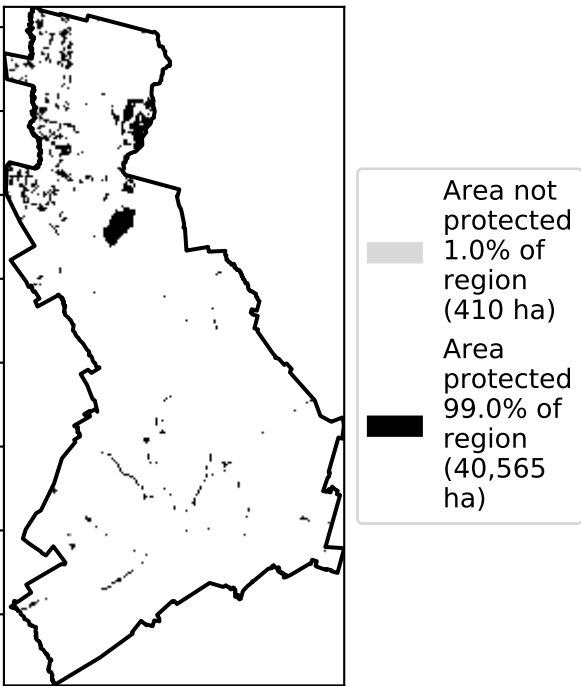 Area not
protected
1.0% of
region
(410 ha)
Area
protected
99.0% of
region
(40,565
ha)